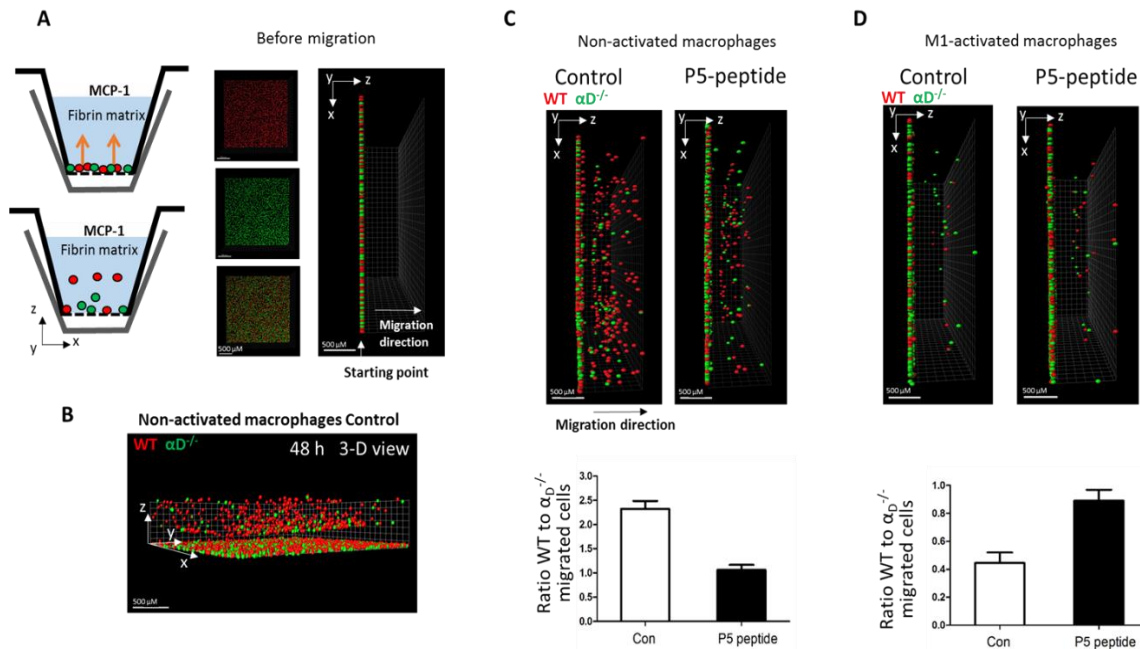 A
Before migration
MCP-1
Fibrin matrix
MCP-1
Fibrin matrix
z
y
x
500 µM
y
z
x
Migration
direction
500 µM
Starting point
B
Non-activated macrophages Control
WT αD-/-
48 h 3-D view
z
y
x
500 µM
C
Non-activated macrophages
Control
P5-peptide
WT αD-/-
y
z
x
y
z
x
500 µM
500 µM
Migration direction
Ratio WT to αD-/-
migrated cells
3.0
2.5
2.0
1.5
1.0
0.5
0.0
Con
P5 peptide
D
M1-activated macrophages
Control
P5-peptide
WT αD-/-
y
z
x
y
z
x
500 µM
500 µM
Ratio WT to αD-/-
migrated cells
1.0
0.8
0.6
0.4
0.2
0.0
Con
P5 peptide